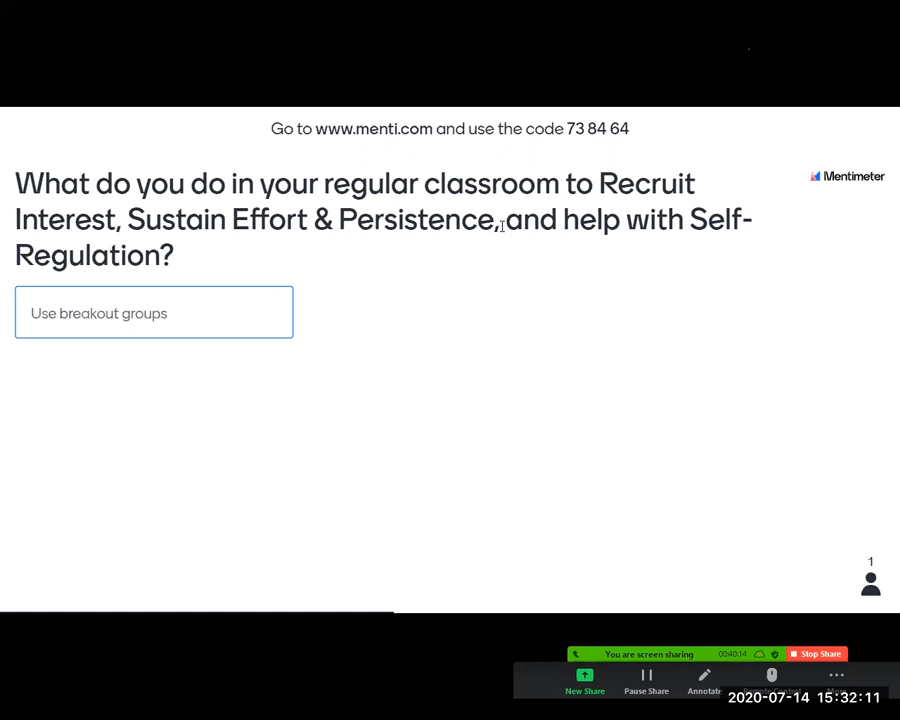 Go to www.menti.com and use the code 73 84 64
What do you do in your regular classroom to Recruit
Mentimeter
Interest, Sustain Effort & Persistence, and help with Self-
Regulation?
Use breakout groups
1
You are screen sharing 00:40:14 Stop Share
New Share Pause Share Annotate
2020-07-14 15:32:11